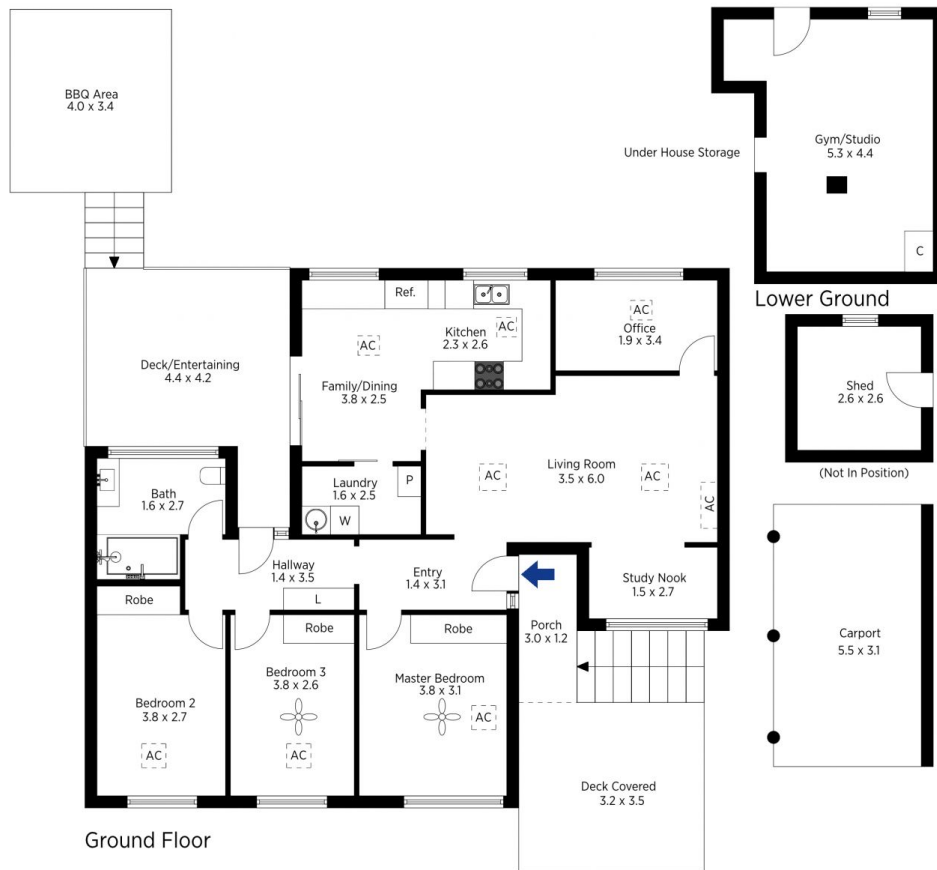 BBQ Area
4.0 x 3.4
Under House Storage
Gym/Studio
5.3 x 4.4
C
Lower Ground
Ref.
Kitchen
2.3 x 2.6
AC
AC
AC
Office
1.9 x 3.4
Deck/Entertaining
4.4 x 4.2
Family/Dining
3.8 x 2.5
Shed
2.6 x 2.6
(Not In Position)
Bath
1.6 x 2.7
Laundry
1.6 x 2.5
P
W
AC
Living Room
3.5 x 6.0
AC
AC
Hallway
1.4 x 3.5
L
Entry
1.4 x 3.1
Study Nook
1.5 x 2.7
Robe
Robe
Robe
Porch
3.0 x 1.2
Carport
5.5 x 3.1
Bedroom 2
3.8 x 2.7
AC
Bedroom 3
3.8 x 2.6
AC
Master Bedroom
3.8 x 3.1
AC
Deck Covered
3.2 x 3.5
Ground Floor